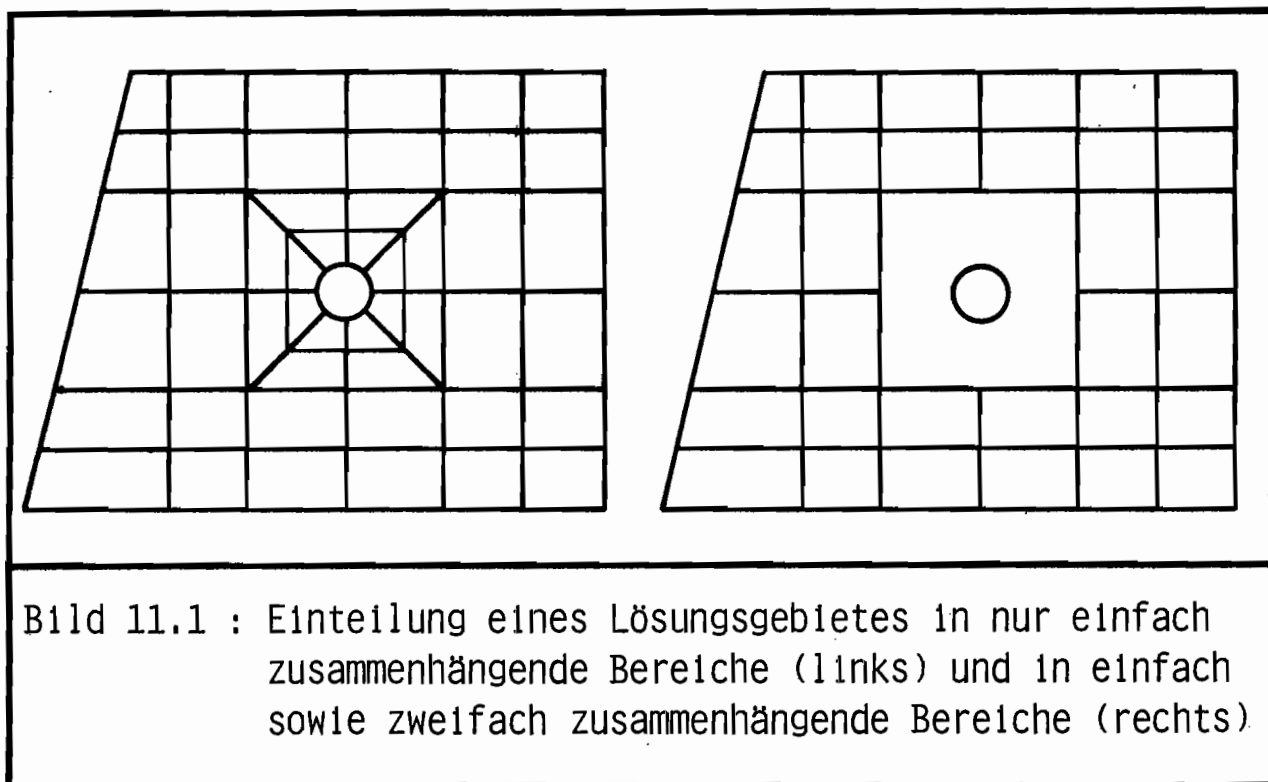 Bild 11.1 : Einteilung eines Lösungsgebietes in nur einfach
zusammenhängende Bereiche (links) und in einfach
sowie zweifach zusammenhängende Bereiche (rechts)